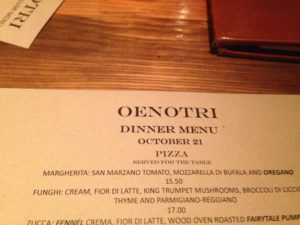 OTRI
OENOTRI
DINNER MENU
OCTOBER 21
PIZZA
SERVED FOR THE TABLE
MARGHERITA: SAN MARZANO TOMATO, MOZZARELLA DI BUFALA AND OREGANO
15.50
FUNGHI: CREAM, FIOR DI LATTE, KING TRUMPET MUSHROOMS, BROCCOLI DI CICCO
THYME AND PARMIGIANO-REGGIANO
17.00
ZUCCA: FENNEL CREMA, FIOR DI LATTE, WOOD OVEN ROASTED FAIRYTALE PUMP